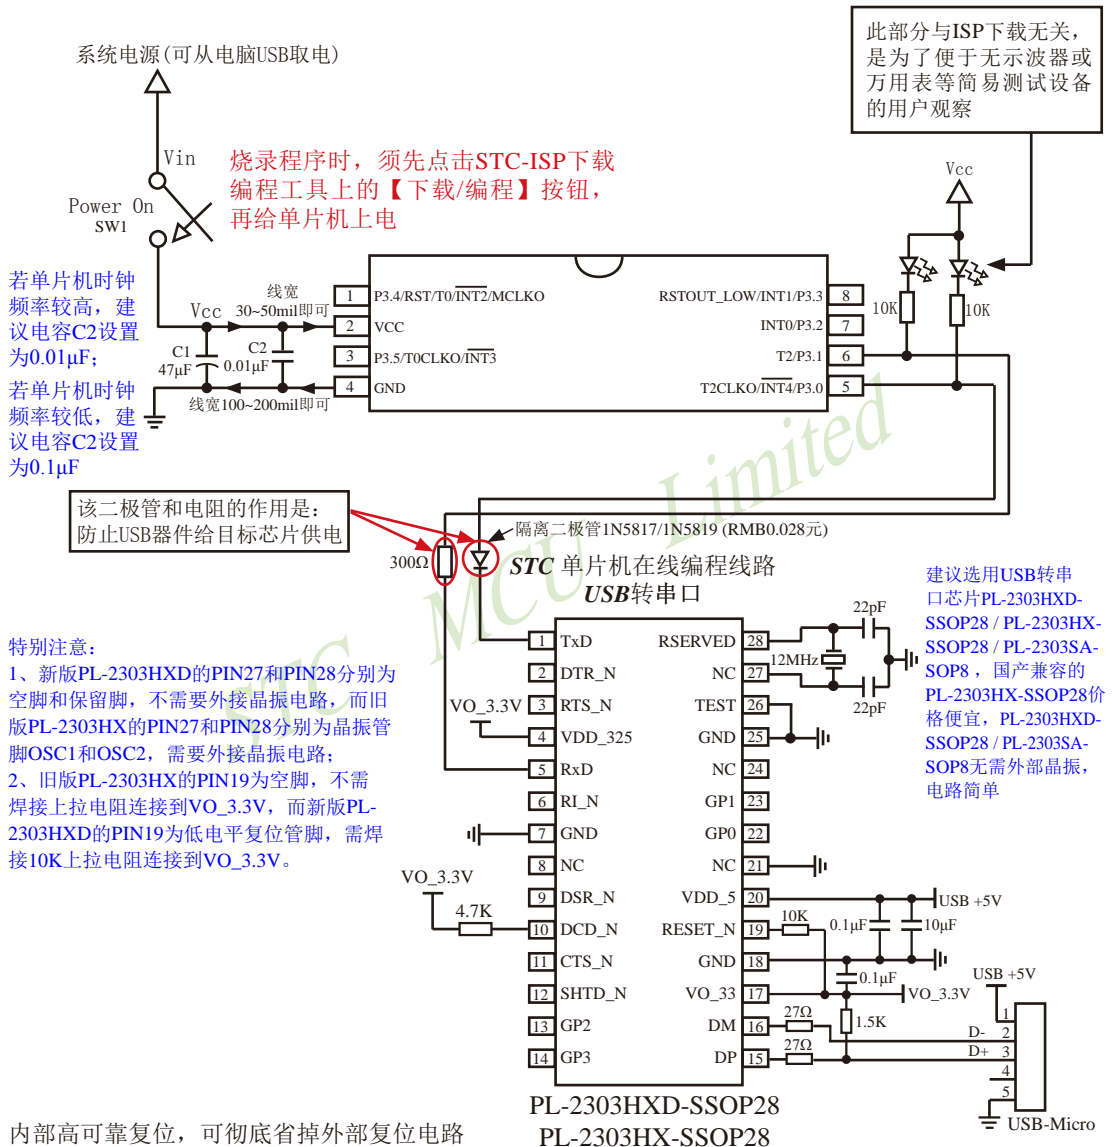 系统电源(可从电脑USB取电)
此部分与ISP下载无关，
是为了便于无示波器或
万用表等简易测试设备
的用户观察
Vin
Power On
SW1
烧录程序时，须先点击STC-ISP下载
编程工具上的【下载/编程】按钮，
再给单片机上电
Vcc
若单片机时钟
频率较高，建
议电容C2设置
为0.01μF；
若单片机时钟
频率较低，建
议电容C2设置
为0.1μF
Vcc
线宽
30~50mil即可
C1
47μF
C2
0.01μF
线宽100~200mil即可
1 P3.4/RST/T0/INT2/MCLKO
2 VCC
3 P3.5/T0CLKO/INT3
4 GND
RSTOUT_LOW/INT1/P3.3 8
INT0/P3.2 7
T2/P3.1 6
T2CLKO/INT4/P3.0 5
10K
10K
该二极管和电阻的作用是：
防止USB器件给目标芯片供电
300Ω
隔离二极管1N5817/1N5819 (RMB0.028元)
STC 单片机在线编程线路
USB转串口
STC MCU Limited
特别注意：
1、新版PL-2303HXD的PIN27和PIN28分别为
空脚和保留脚，不需要外接晶振电路，而旧
版PL-2303HX的PIN27和PIN28分别为晶振管
脚OSC1和OSC2，需要外接晶振电路；
2、旧版PL-2303HX的PIN19为空脚，不需
焊接上拉电阻连接到VO_3.3V，而新版PL-
2303HXD的PIN19为低电平复位管脚，需焊
接10K上拉电阻连接到VO_3.3V。
建议选用USB转串
口芯片PL-2303HXD-
SSOP28 / PL-2303HX-
SSOP28 / PL-2303SA-
SOP8 ，国产兼容的
PL-2303HX-SSOP28价
格便宜，PL-2303HXD-
SSOP28 / PL-2303SA-
SOP8无需外部晶振，
电路简单
VO_3.3V
VO_3.3V
4.7K
1 TxD
2 DTR_N
3 RTS_N
4 VDD_325
5 RxD
6 RI_N
7 GND
8 NC
9 DSR_N
10 DCD_N
11 CTS_N
12 SHTD_N
13 GP2
14 GP3
RSERVED 28
NC 27
TEST 26
GND 25
NC 24
GP1 23
GP0 22
NC 21
VDD_5 20
RESET_N 19
GND 18
VO_33 17
DM 16
DP 15
22pF
12MHz
22pF
USB +5V
10K
0.1μF
10μF
0.1μF
VO_3.3V
27Ω
1.5K
27Ω
USB +5V
1
D- 2
D+ 3
4
5
USB-Micro
PL-2303HXD-SSOP28
PL-2303HX-SSOP28
内部高可靠复位，可彻底省掉外部复位电路